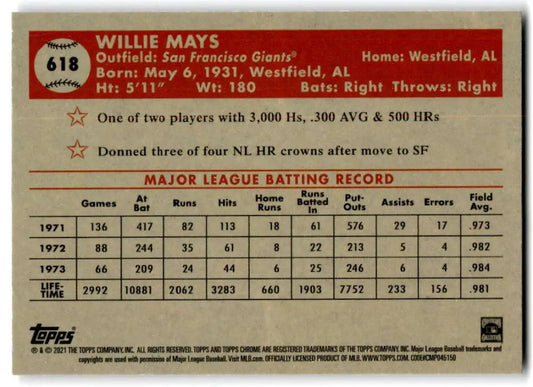 618
WILLIE MAYS
Outfield: San Francisco Giants® Home: Westfield, AL
Born: May 6, 1931, Westfield, AL
Ht: 5'11" Wt: 180 Bats: Right Throws: Right
One of two players with 3,000 Hs, .300 AVG & 500 HRs
Donned three of four NL HR crowns after move to SF
MAJOR LEAGUE BATTING RECORD
Games At Bat Runs Hits Home Runs Runs Batted In Put-Outs Assists Errors Field Avg.
1971 136 417 82 113 18 61 576 29 17 .973
1972 88 244 35 61 8 22 213 5 4 .982
1973 66 209 24 44 6 25 246 6 4 .984
LIFE-TIME 2992 10881 2062 3283 660 1903 7752 233 156 .981
Topps
® & © 2021 THE TOPPS COMPANY, INC. ALL RIGHTS RESERVED. TOPPS AND TOPPS CHROME ARE REGISTERED TRADEMARKS OF THE TOPPS COMPANY, INC. Major League Baseball trademarks and
copyrights are used with permission of Major League Baseball. Visit MLB.com. OFFICIALLY LICENSED PRODUCT OF MLB. WWW.TOPPS.COM. CODE#CMP045150